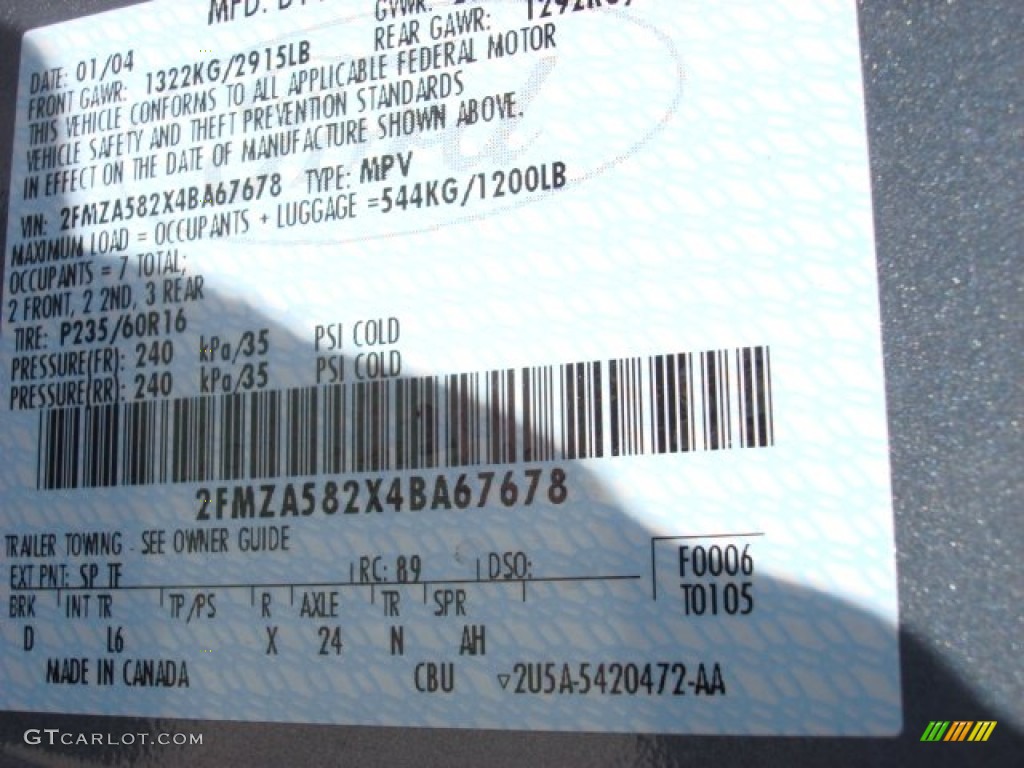 MFD. BY
GVWR:
DATE: 01/04 REAR GAWR:
FRONT GAWR: 1322KG/2915LB
THIS VEHICLE CONFORMS TO ALL APPLICABLE FEDERAL MOTOR
VEHICLE SAFETY AND THEFT PREVENTION STANDARDS
IN EFFECT ON THE DATE OF MANUFACTURE SHOWN ABOVE.
VIN: 2FMZA582X4BA67678 TYPE: MPV
MAXIMUM LOAD = OCCUPANTS + LUGGAGE =544KG/1200LB
OCCUPANTS = 7 TOTAL;
2 FRONT, 2 2ND, 3 REAR
TIRE: P235/60R16
PRESSURE(FR): 240 kPa/35 PSI COLD
PRESSURE(RR): 240 kPa/35 PSI COLD
2FMZA582X4BA67678
TRAILER TOWING - SEE OWNER GUIDE
EXT PNT: SP TF RC: 89 DSO: F0006
BRK INT TR TP/PS R AXLE TR SPR T0105
D L6 X 24 N AH
MADE IN CANADA CBU ▿2U5A-5420472-AA
GTCARLOT.COM